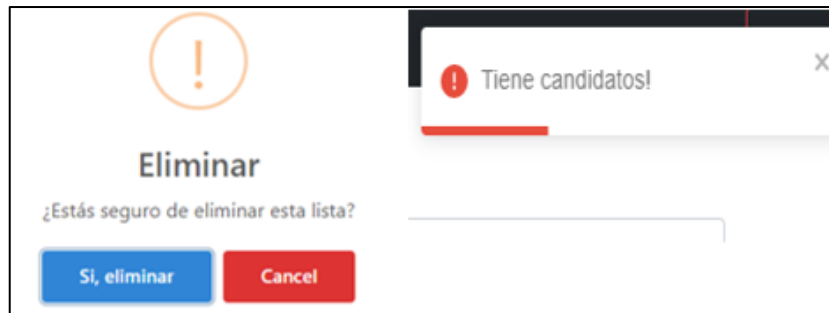 Eliminar
¿Estás seguro de eliminar esta lista?
Si, eliminar
Cancel
Tiene candidatos!